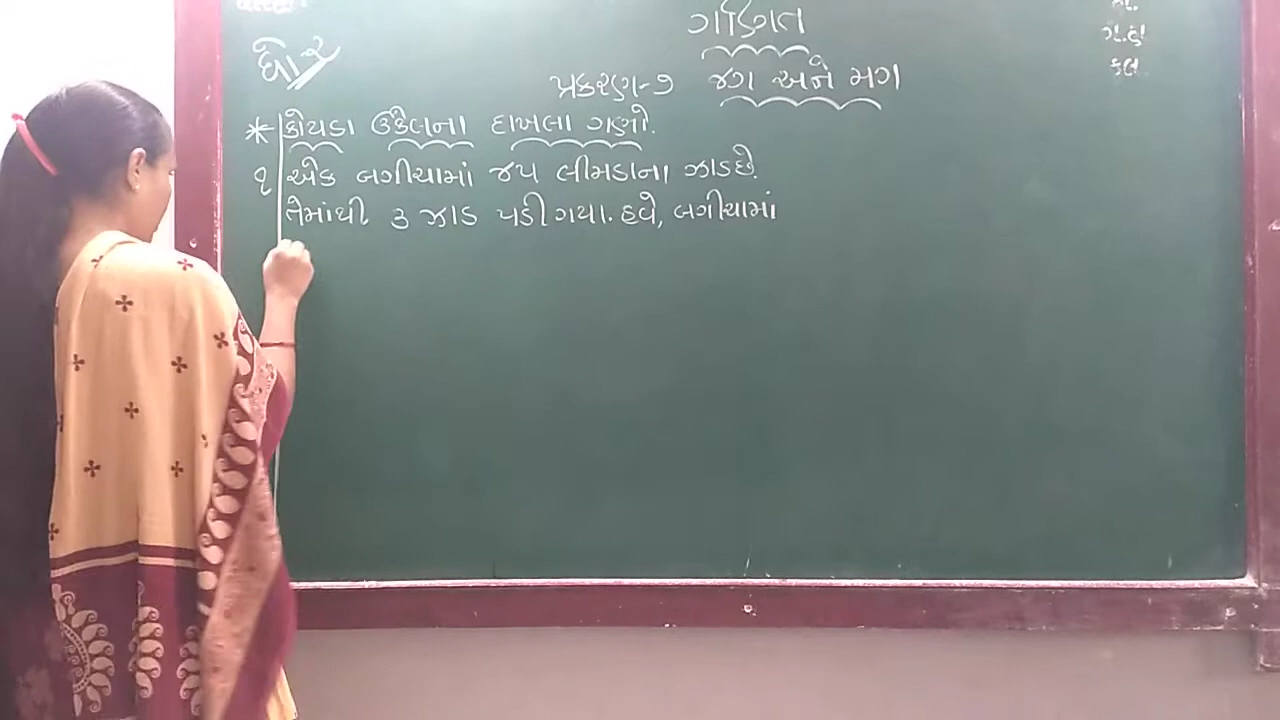 ગણિત
ધો-૨
પ્રકરણ-૭ જગ અને મગ
* કોયડા ઉકેલના દાખલા ગણો.
૧ એક બગીચામાં ૪૫ લીમડાના ઝાડ છે.
તેમાંથી ૩ ઝાડ પડી ગયા. હવે, બગીચામાં